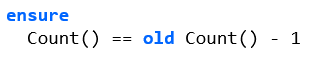 ensure
Count() == old Count() - 1